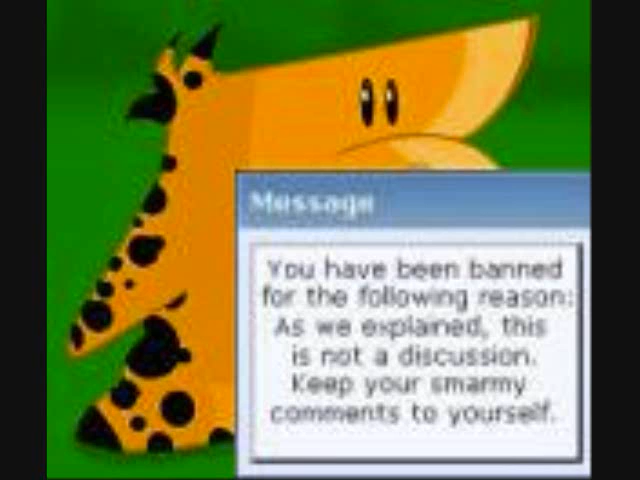 Message
You have been banned
for the following reason:
As we explained, this
is not a discussion.
Keep your smarmy
comments to yourself.